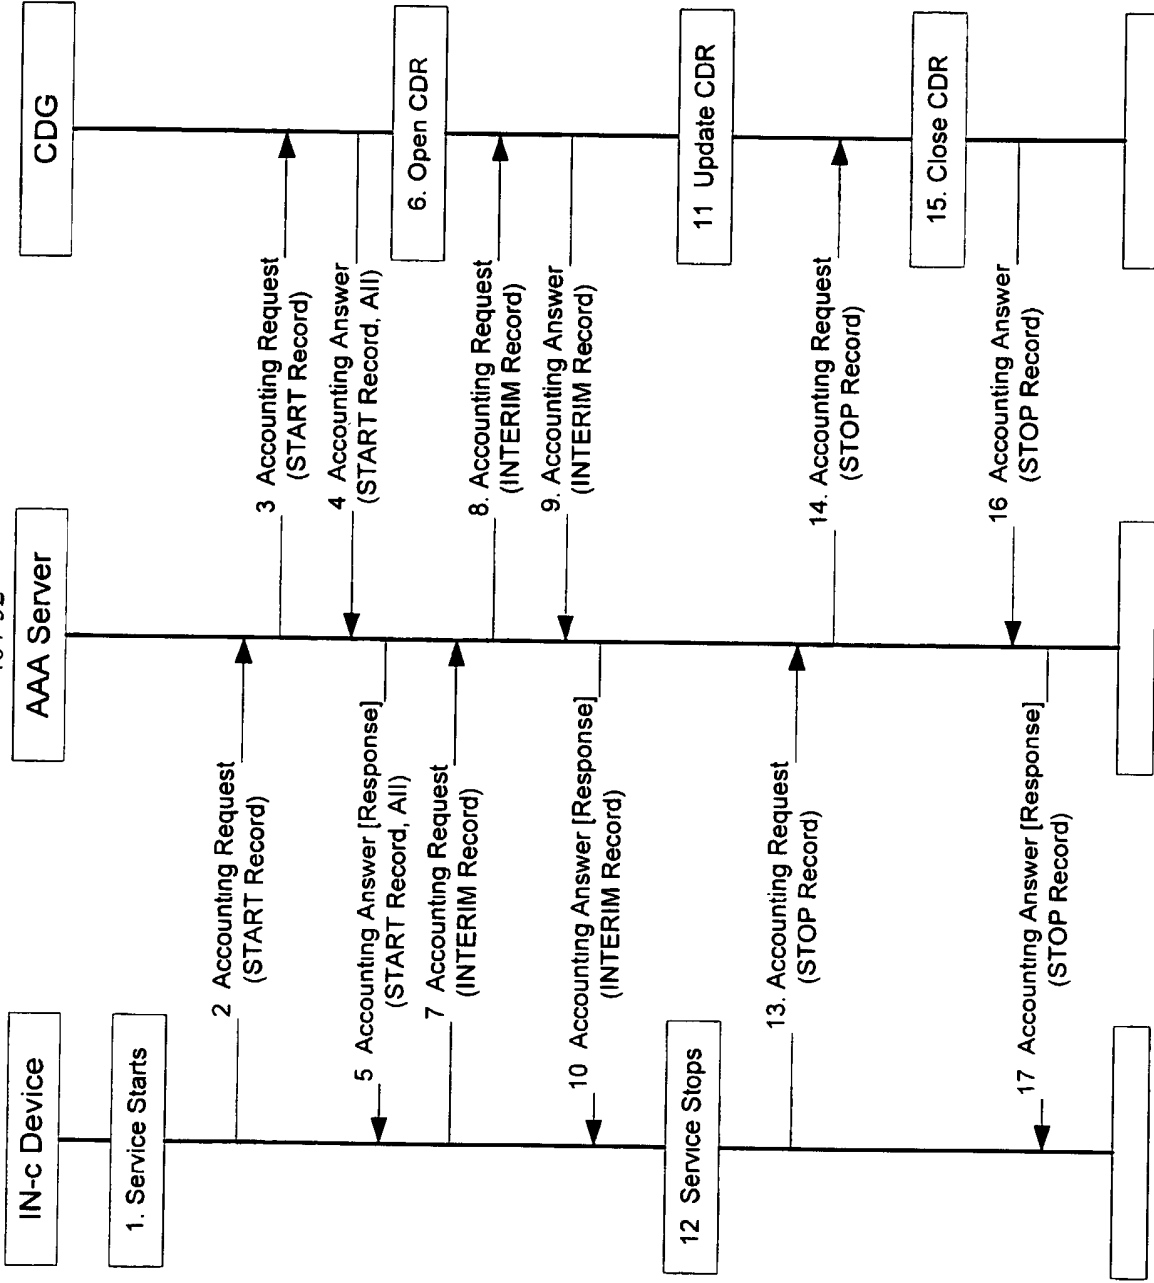 IN-c Device
AAA Server
CDG
1. Service Starts
2 Accounting Request
(START Record)
3 Accounting Request
(START Record)
4 Accounting Answer
(START Record, All)
5 Accounting Answer [Response]
(START Record, All)
6. Open CDR
7 Accounting Request
(INTERIM Record)
8. Accounting Request
(INTERIM Record)
9. Accounting Answer
(INTERIM Record)
10 Accounting Answer [Response]
(INTERIM Record)
11 Update CDR
12 Service Stops
13. Accounting Request
(STOP Record)
14. Accounting Request
(STOP Record)
15. Close CDR
16 Accounting Answer
(STOP Record)
17 Accounting Answer [Response]
(STOP Record)